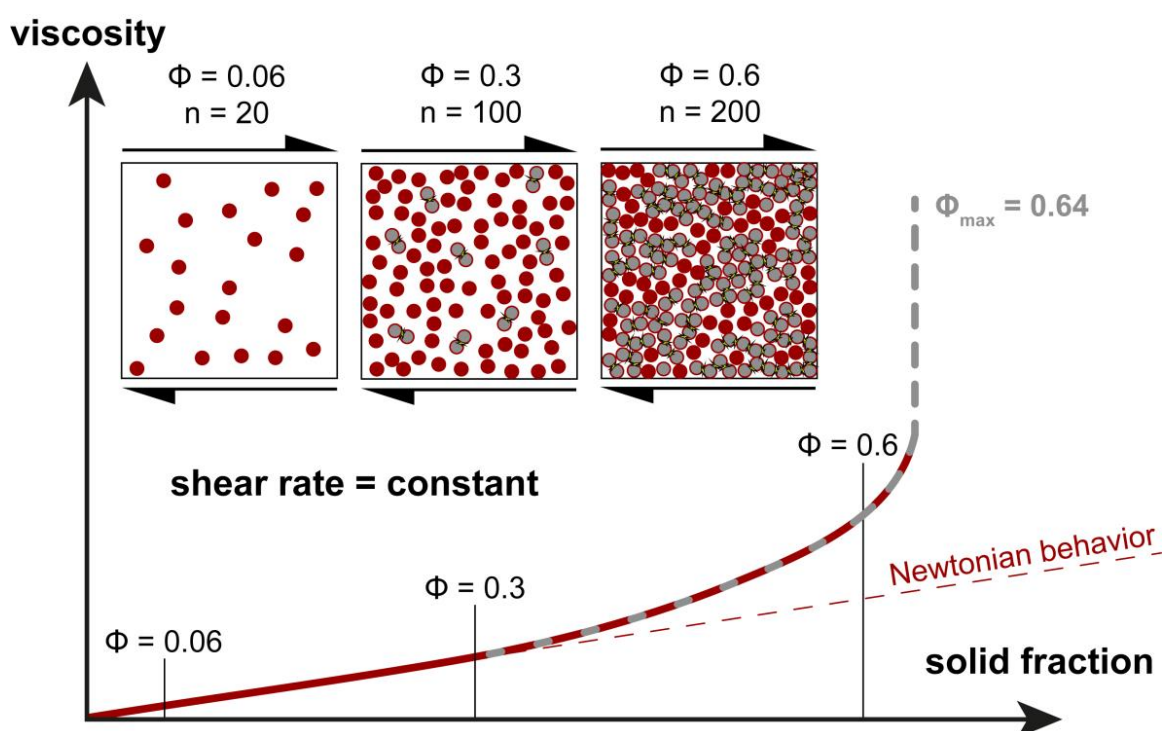 viscosity
Φ = 0.06
n = 20
Φ = 0.3
n = 100
Φ = 0.6
n = 200
Φmax = 0.64
Φ = 0.6
shear rate = constant
Newtonian behavior
Φ = 0.3
Φ = 0.06
solid fraction